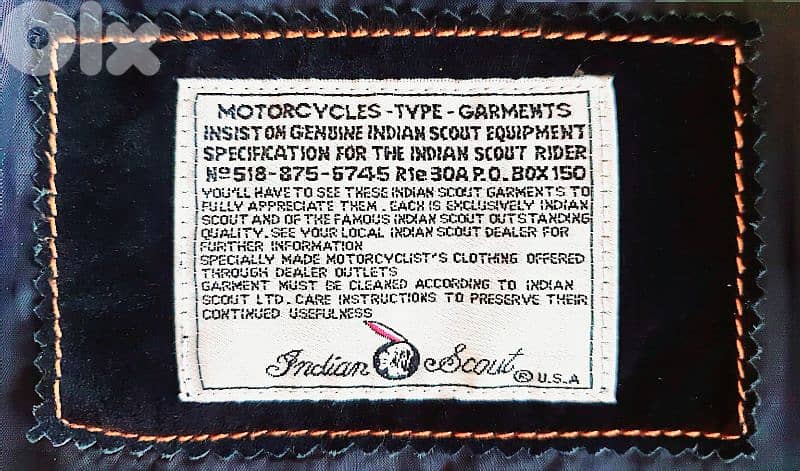 olx
MOTORCYCLES-TYPE-GARMENTS
INSIST ON GENUINE INDIAN SCOUT EQUIPMENT
SPECIFICATION FOR THE INDIAN SCOUT RIDER
Nº518-875-6745 R1e 30A P.O. BOX 150
YOU'LL HAVE TO SEE THESE INDIAN SCOUT GARMENTS TO
FULLY APPRECIATE THEM. EACH IS EXCLUSIVELY INDIAN
SCOUT AND OF THE FAMOUS INDIAN SCOUT OUTSTANDING
QUALITY. SEE YOUR LOCAL INDIAN SCOUT DEALER FOR
FURTHER INFORMATION
SPECIALLY MADE MOTORCYCLIST'S CLOTHING OFFERED
THROUGH DEALER OUTLETS
GARMENT MUST BE CLEANED ACCORDING TO INDIAN
SCOUT LTD. CARE INSTRUCTIONS TO PRESERVE THEIR
CONTINUED USEFULNESS
Indian Scout ® U.S.A